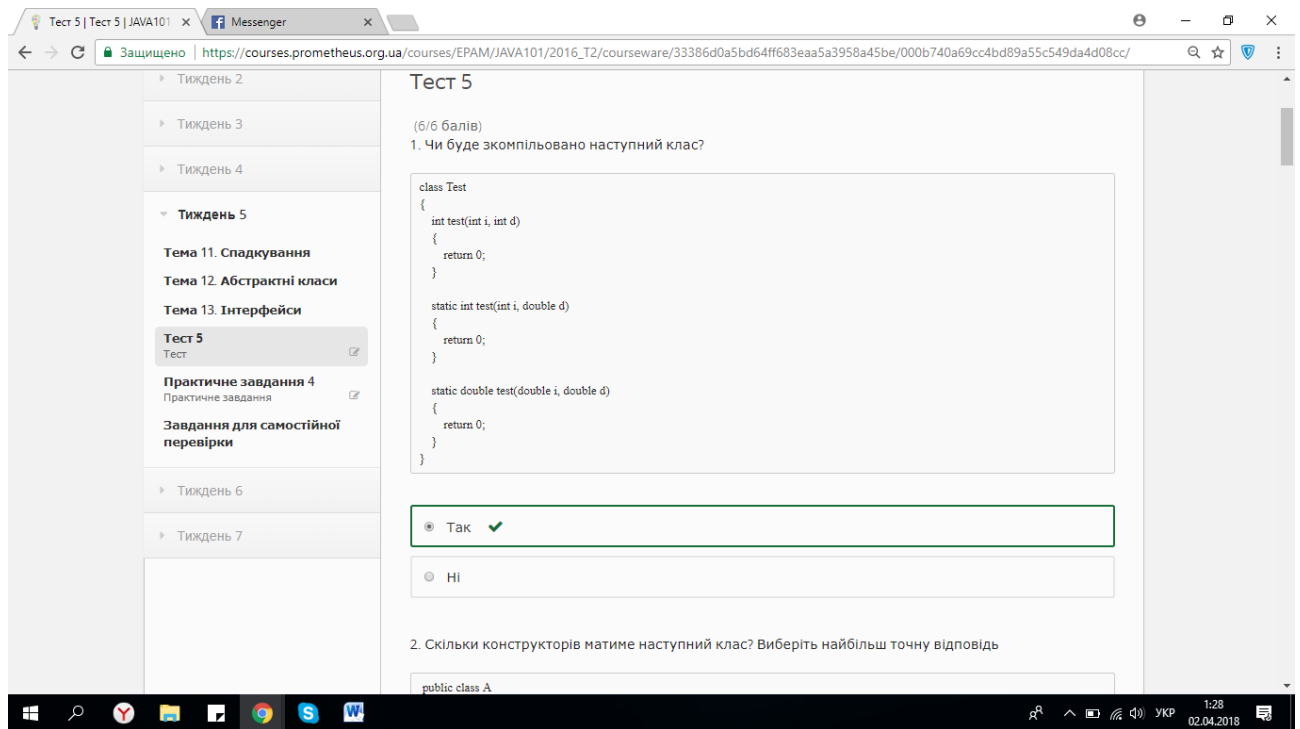 Тест 5 | Тест 5 | JAVA101
Messenger
Защищено | https://courses.prometheus.org.ua/courses/EPAM/JAVA101/2016_T2/courseware/33386d0a5bd64ff683eaa5a3958a45be/000b740a69cc4bd89a55c549da4d08cc/
Тиждень 2
Тиждень 3
Тиждень 4
Тиждень 5
Тема 11. Спадкування
Тема 12. Абстрактні класи
Тема 13. Інтерфейси
Тест 5
Тест
Практичне завдання 4
Практичне завдання
Завдання для самостійної
перевірки
Тиждень 6
Тиждень 7
Тест 5
(6/6 балів)
1. Чи буде зкомпільовано наступний клас?
class Test
{
int test(int i, int d)
{
return 0;
}
static int test(int i, double d)
{
return 0;
}
static double test(double i, double d)
{
return 0;
}
}
Так
Ні
2. Скільки конструкторів матиме наступний клас? Виберіть найбільш точну відповідь
public class A
УКР
1:28
02.04.2018